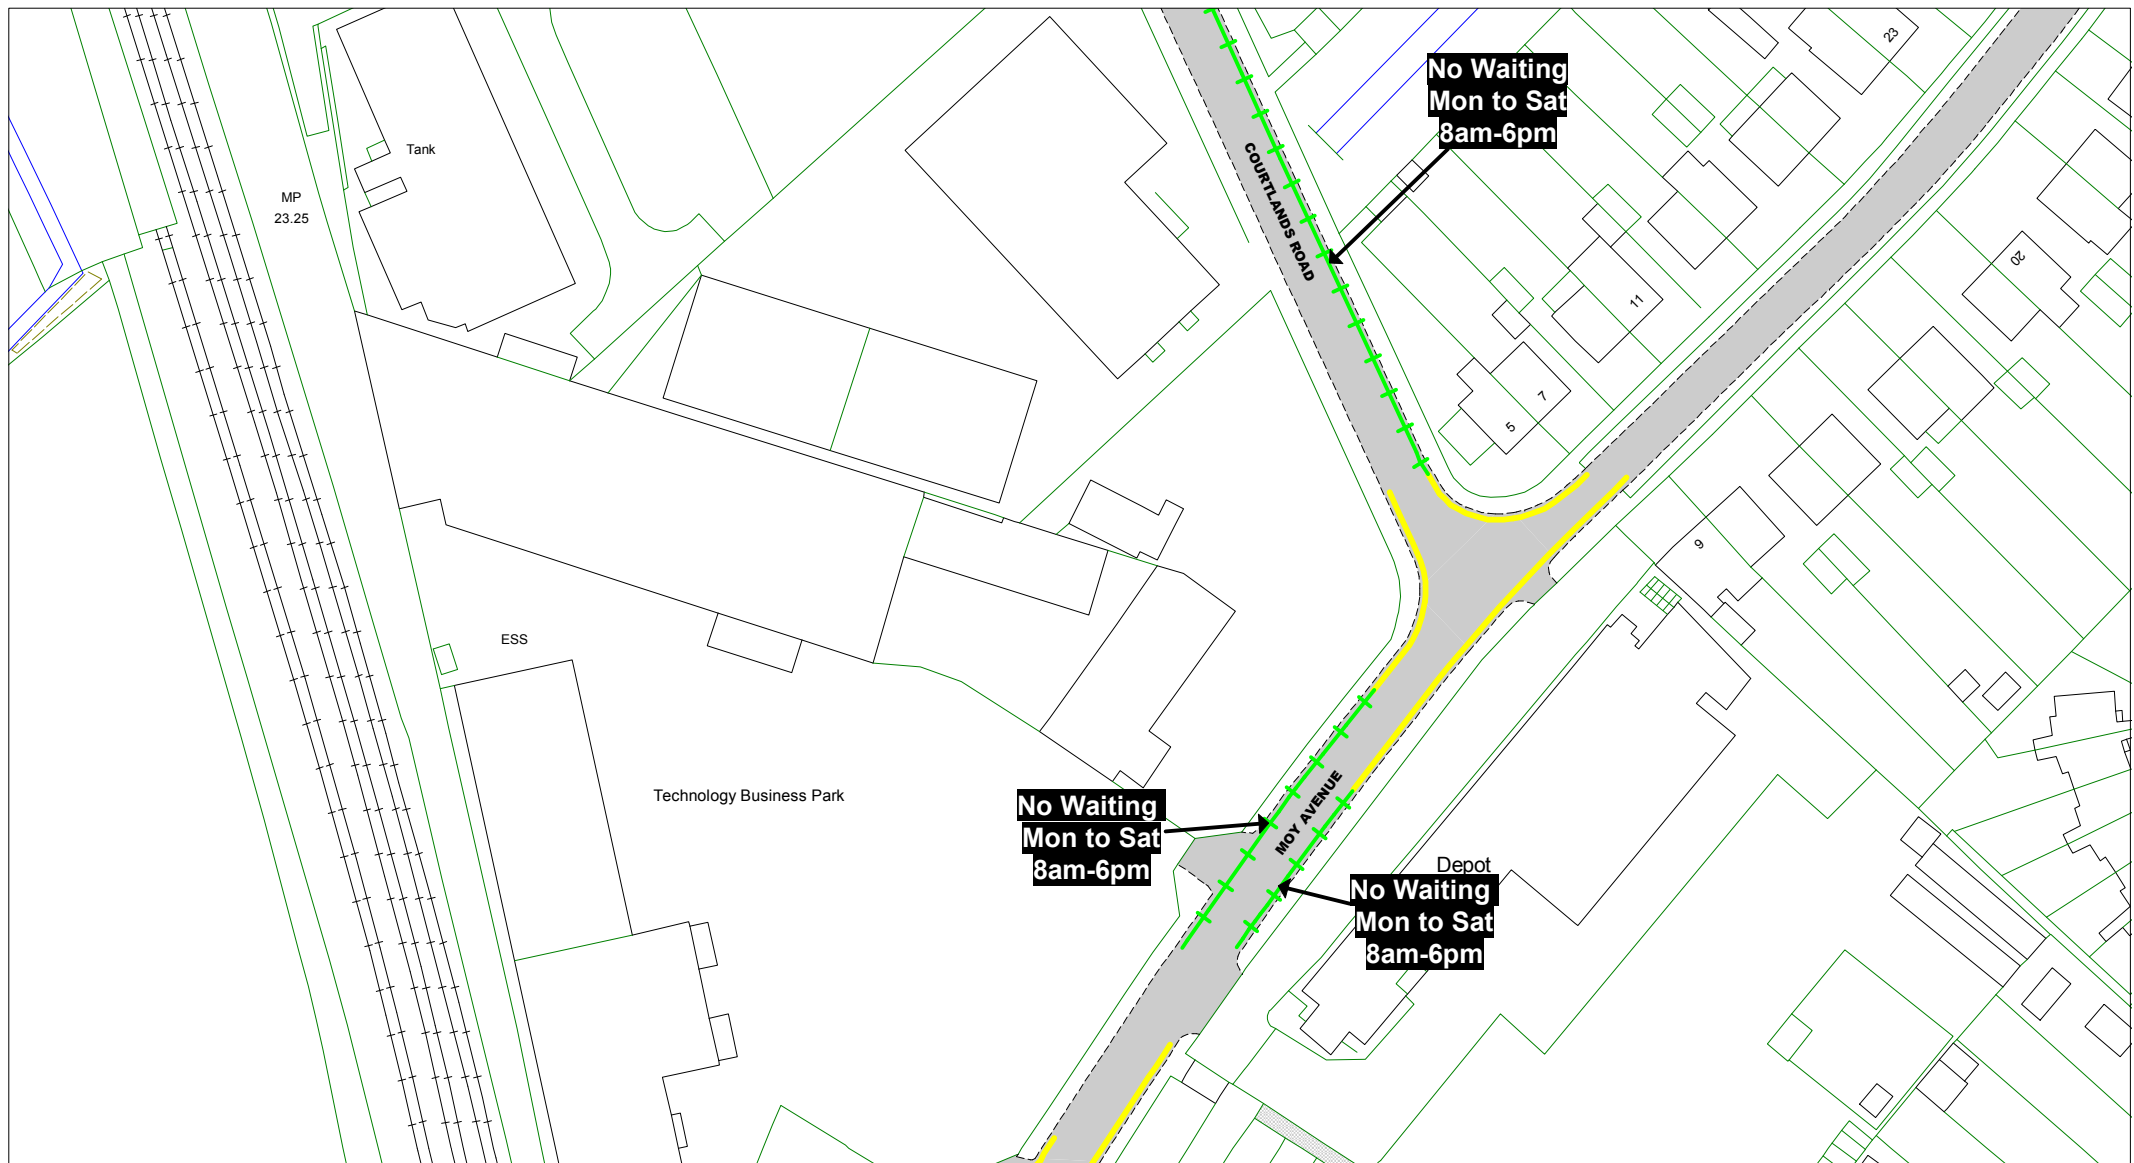 23
No Waiting
Mon to Sat
8am-6pm
Tank
COURTLANDS ROAD
MP
23.25
20
11
7
5
9
ESS
Technology Business Park
MOY AVENUE
No Waiting
Mon to Sat
8am-6pm
Depot
No Waiting
Mon to Sat
8am-6pm